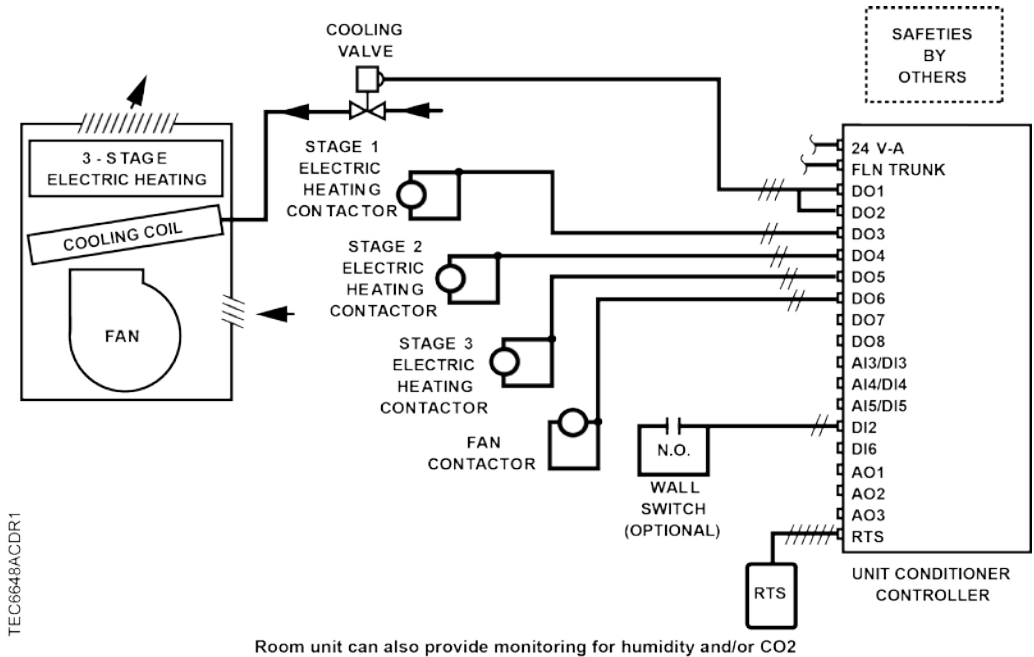 COOLING
VALVE
SAFETIES
BY
OTHERS
3 - STAGE
ELECTRIC HEATING
COOLING COIL
FAN
STAGE 1
ELECTRIC
HEATING
CONTACTOR
STAGE 2
ELECTRIC
HEATING
CONTACTOR
STAGE 3
ELECTRIC
HEATING
CONTACTOR
FAN
CONTACTOR
N.O.
WALL
SWITCH
(OPTIONAL)
24 V-A
FLN TRUNK
DO1
DO2
DO3
DO4
DO5
DO6
DO7
DO8
AI3/DI3
AI4/DI4
AI5/DI5
DI2
DI6
AO1
AO2
AO3
RTS
RTS
UNIT CONDITIONER
CONTROLLER
TEC6648ACDR1
Room unit can also provide monitoring for humidity and/or CO2